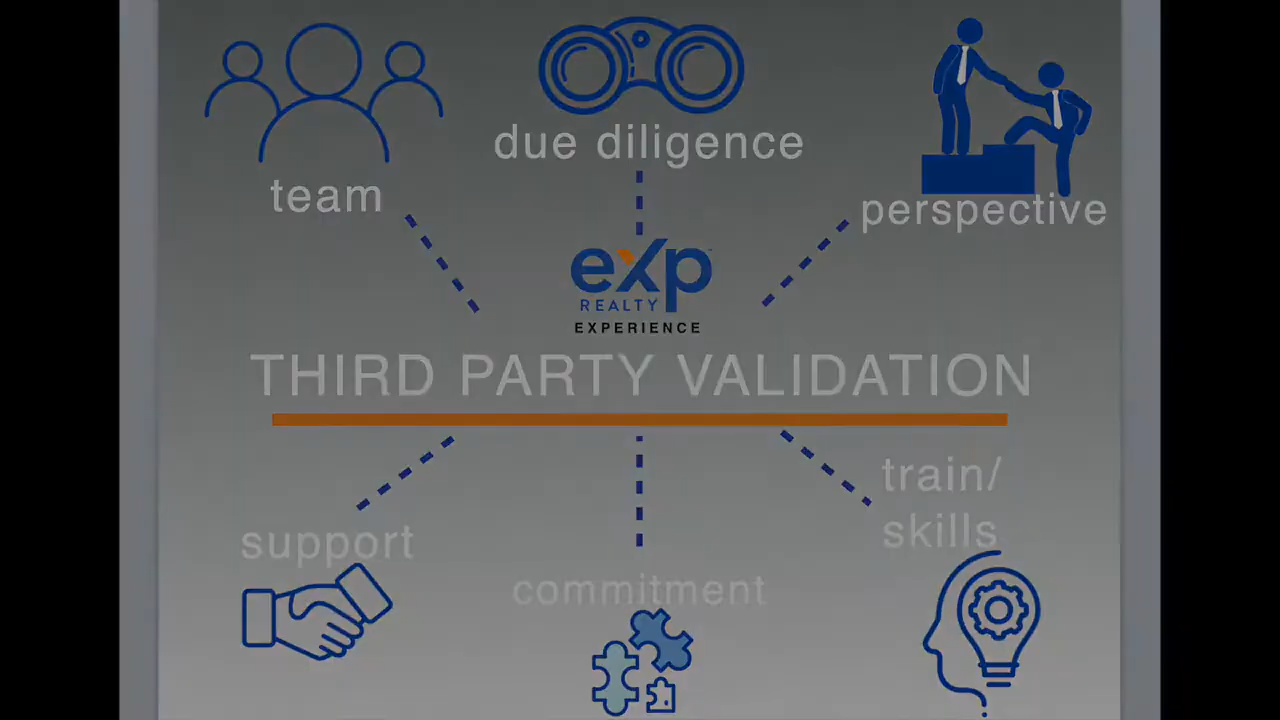 due diligence
team
perspective
eXp
REALTY
EXPERIENCE
THIRD PARTY VALIDATION
train/
skills
support
commitment